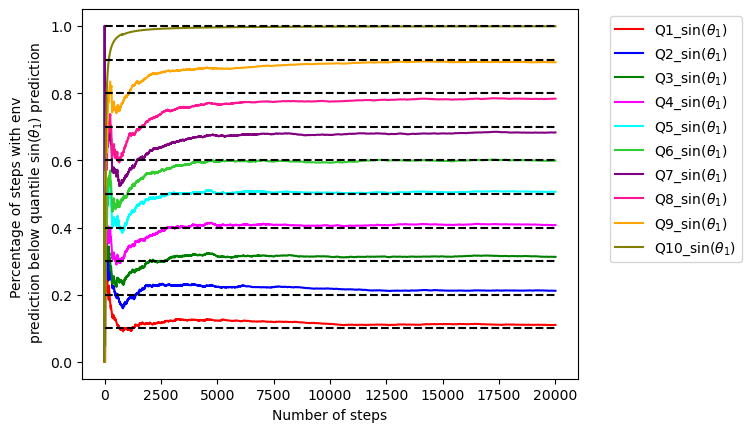 Percentage of steps with env
prediction below quantile sin(θ₁) prediction
1.0
0.8
0.6
0.4
0.2
0.0
0
2500
5000
7500
10000
12500
15000
17500
20000
Number of steps
Q1_sin(θ₁)
Q2_sin(θ₁)
Q3_sin(θ₁)
Q4_sin(θ₁)
Q5_sin(θ₁)
Q6_sin(θ₁)
Q7_sin(θ₁)
Q8_sin(θ₁)
Q9_sin(θ₁)
Q10_sin(θ₁)